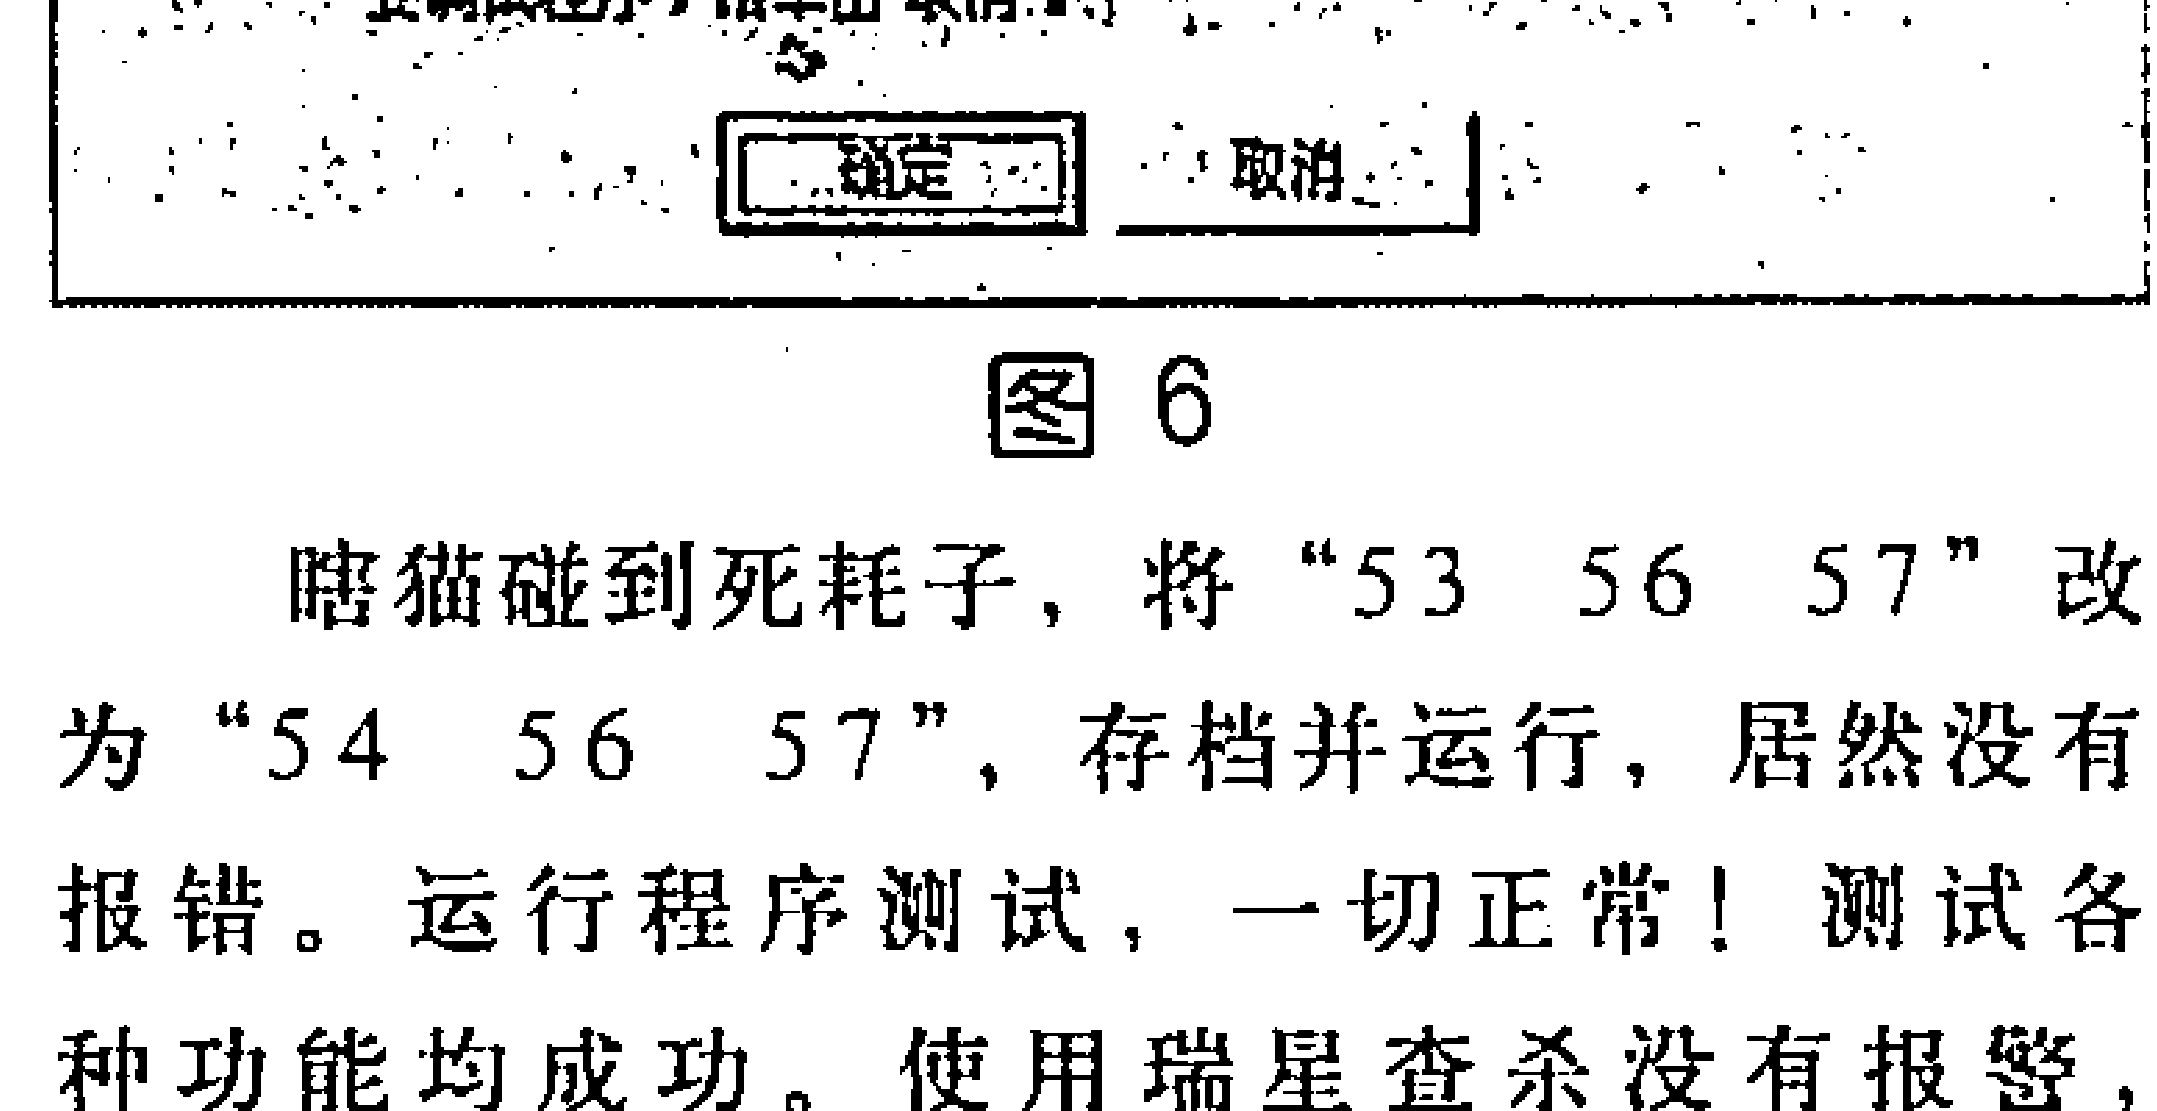 确定 取消
图 6
瞎猫碰到死耗子，将“53 56 57”改
为“54 56 57”，存档并运行，居然没有
报错。运行程序测试，一切正常！测试各
种功能均成功。使用瑞星查杀没有报警，